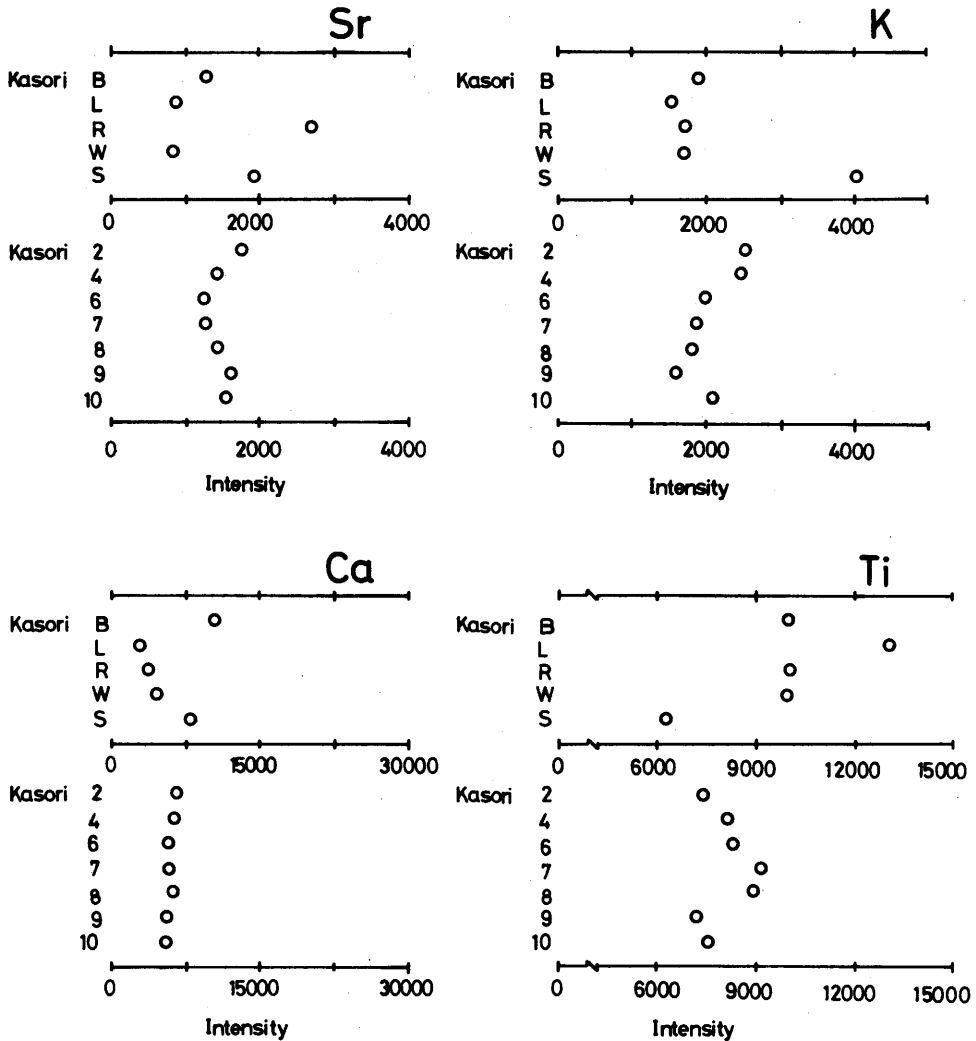 Sr
Kasori B
L
R
W
S
0 2000 4000
Kasori 2
4
6
7
8
9
10
0 2000 4000
Intensity
K
Kasori B
L
R
W
S
0 2000 4000
Kasori 2
4
6
7
8
9
10
0 2000 4000
Intensity
Ca
Kasori B
L
R
W
S
0 15000 30000
Kasori 2
4
6
7
8
9
10
0 15000 30000
Intensity
Ti
Kasori B
L
R
W
S
0 6000 9000 12000 15000
Kasori 2
4
6
7
8
9
10
0 6000 9000 12000 15000
Intensity